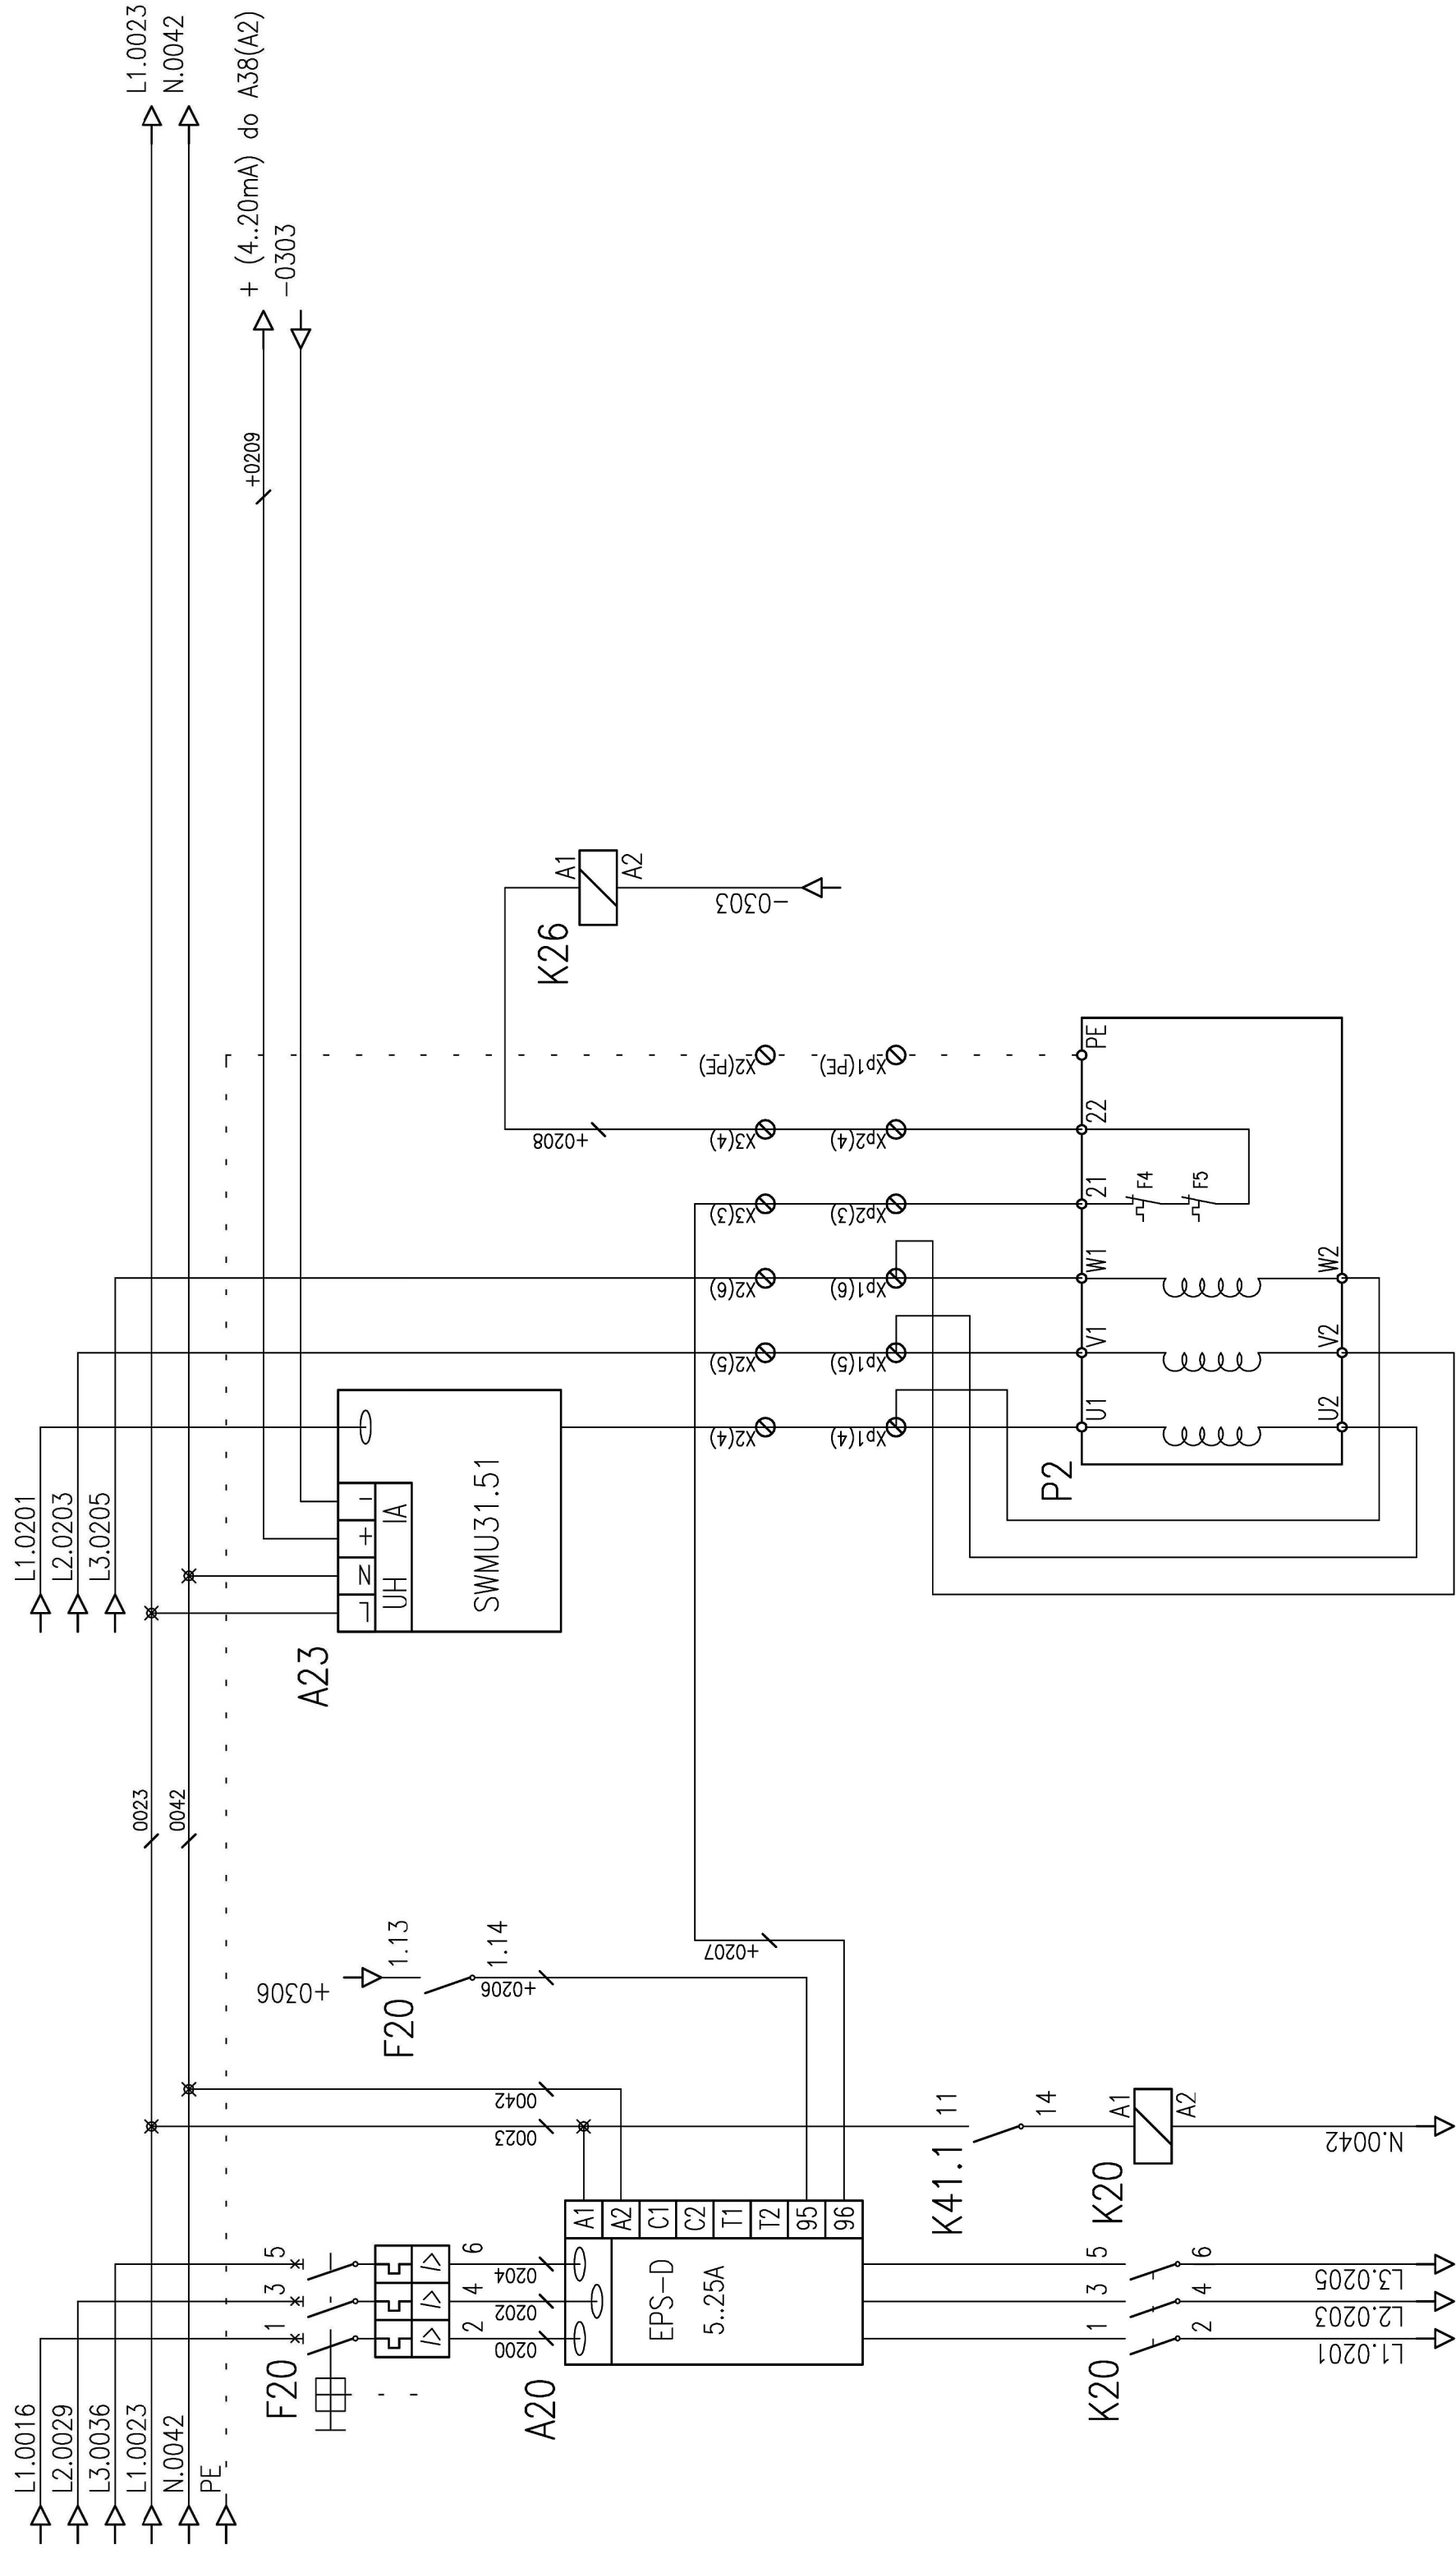 L1.0016
L2.0029
L3.0036
L1.0023
N.0042
PE
F20
1
3
5
2
4
6
0200
0202
0204
A20
EPS-D
5..25A
A1
A2
C1
C2
T1
T2
95
96
K20
1
3
5
2
4
6
L1.0201
L2.0203
L3.0205
0023
0042
K41.1
11
14
K20
A1
A2
N.0042
+0306
F20
1.13
1.14
+0206
+0207
0023
0042
L1.0201
L2.0203
L3.0205
A23
L
N
+
-
UH
IA
SWMU31.51
X2(4)
X2(5)
X2(6)
X3(3)
X3(4)
X2(PE)
Xp1(4)
Xp1(5)
Xp1(6)
Xp2(3)
Xp2(4)
Xp1(PE)
P2
U1
V1
W1
21
22
PE
F4
F5
U2
V2
W2
+0208
K26
A1
A2
-0303
+0209
L1.0023
N.0042
+ (4..20mA) do A38(A2)
-0303